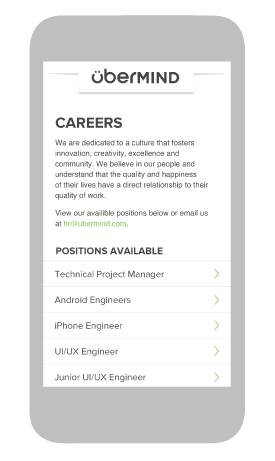 übermind
CAREERS
We are dedicated to a culture that fosters
innovation, creativity, excellence and
community. We believe in our people and
understand that the quality and happiness
of their lives have a direct relationship to their
quality of work.
View our availible positions below or email us
at hr@ubermind.com.
POSITIONS AVAILABLE
Technical Project Manager
Android Engineers
iPhone Engineer
UI/UX Engineer
Junior UI/UX Engineer